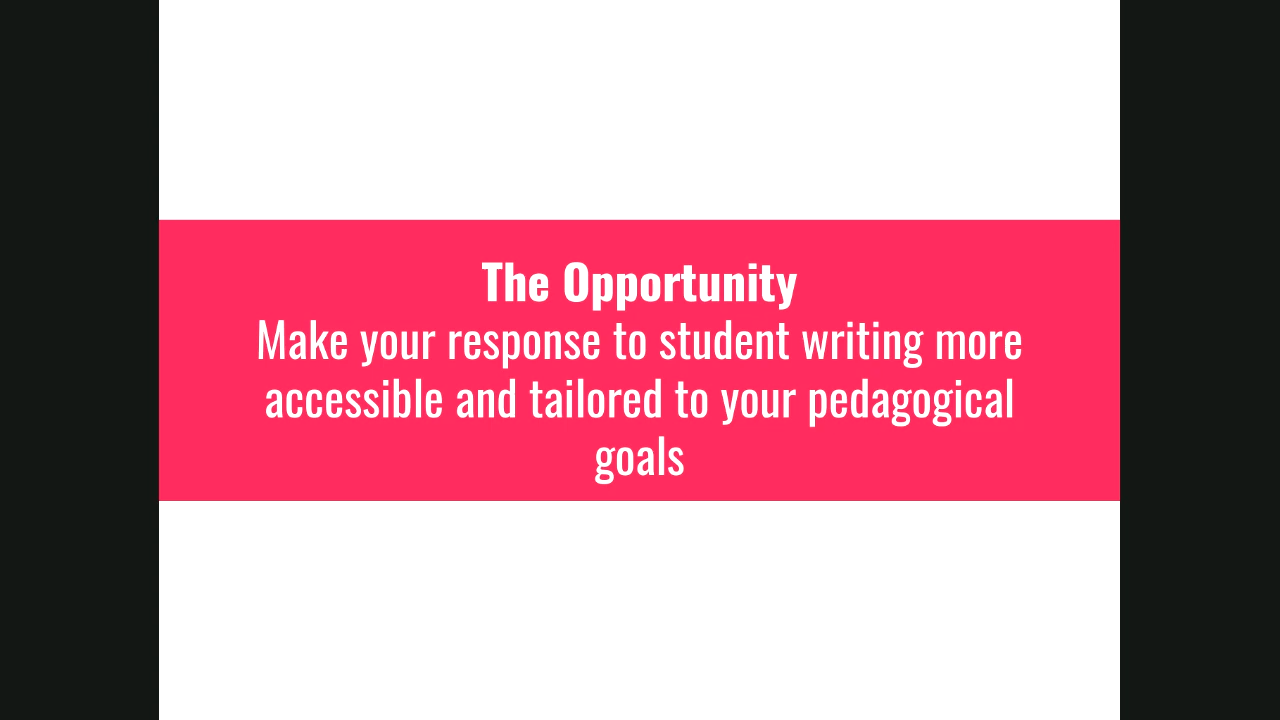 The Opportunity
Make your response to student writing more
accessible and tailored to your pedagogical
goals